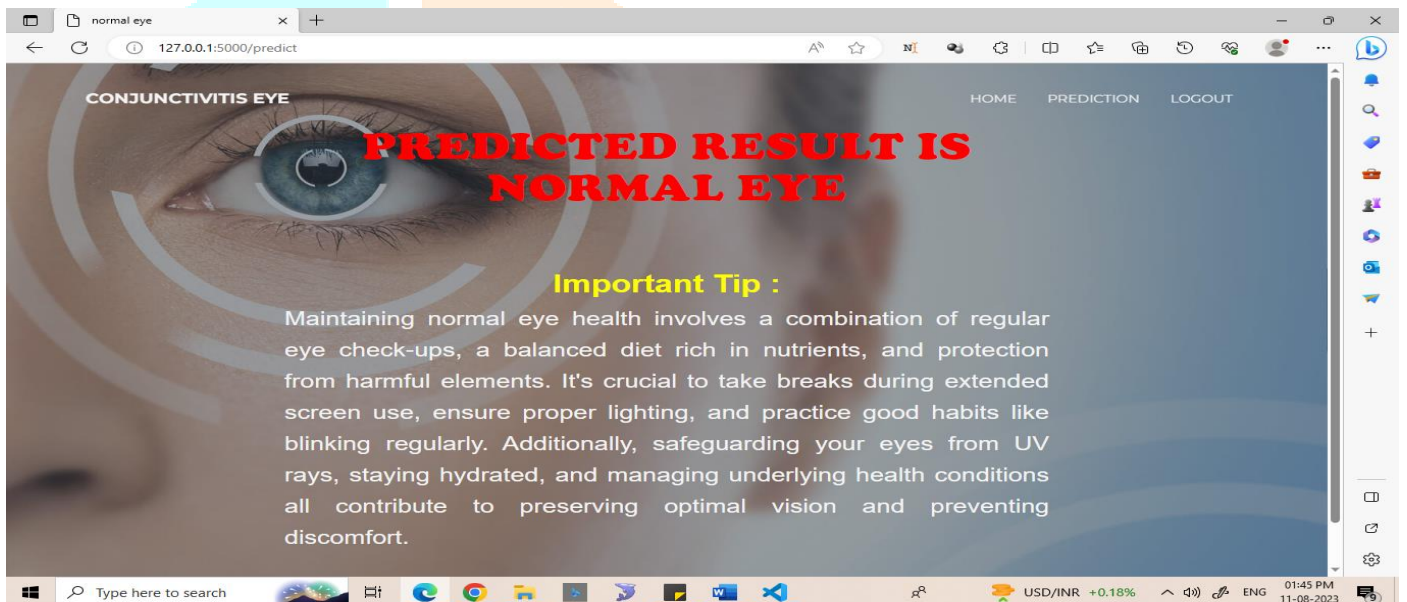 normal eye
127.0.0.1:5000/predict
CONJUNCTIVITIS EYE
HOME PREDICTION LOGOUT
PREDICTED RESULT IS
NORMAL EYE
Important Tip :
Maintaining normal eye health involves a combination of regular
eye check-ups, a balanced diet rich in nutrients, and protection
from harmful elements. It's crucial to take breaks during extended
screen use, ensure proper lighting, and practice good habits like
blinking regularly. Additionally, safeguarding your eyes from UV
rays, staying hydrated, and managing underlying health conditions
all contribute to preserving optimal vision and preventing
discomfort.
Type here to search
USD/INR +0.18%
ENG
01:45 PM
11-08-2023